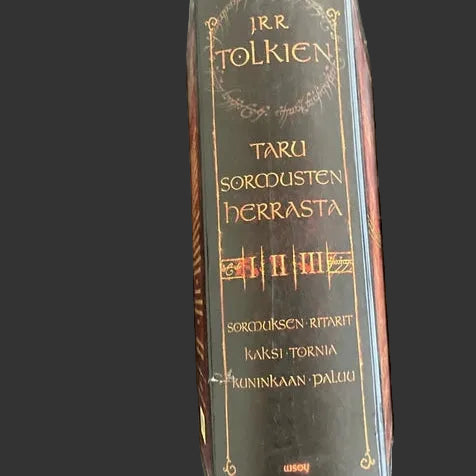 J.R.R
TOLKIEN
TARU
SORMUSTEN
HERRASTA
I II III
SORMUKSEN · RITARIT
KAKSI · TORNIA
KUNINKAAN · PALUU
WSOY